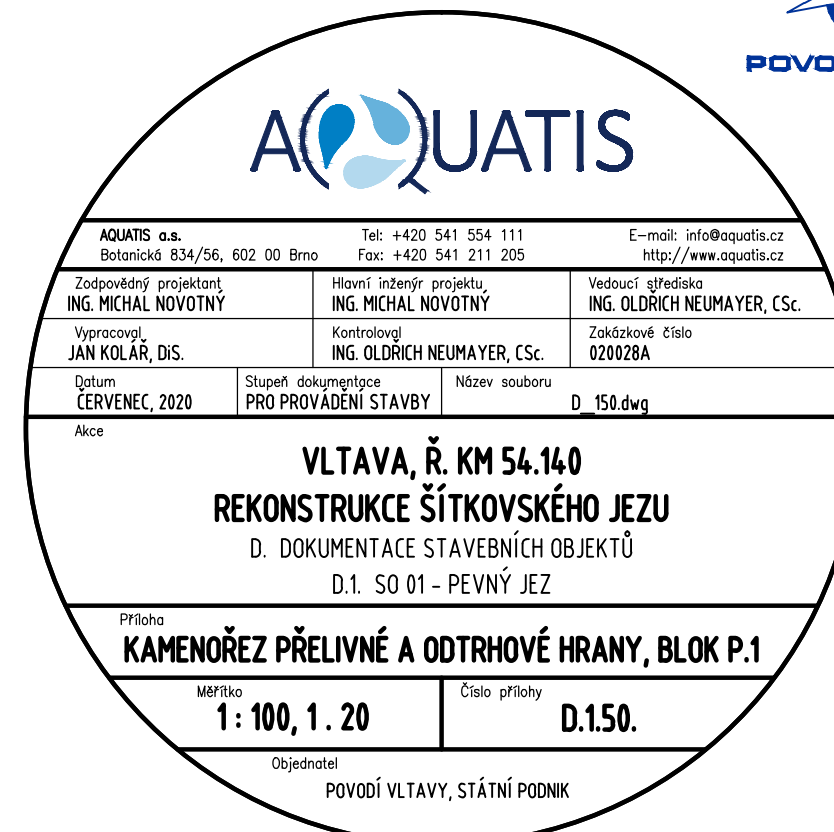 POVO
AQUATIS
AQUATIS a.s. Tel: +420 541 554 111 E-mail: info@aquatis.cz
Botanická 834/56, 602 00 Brno Fax: +420 541 211 205 http://www.aquatis.cz
Zodpovědný projektant Hlavní inženýr projektu Vedoucí střediska
ING. MICHAL NOVOTNÝ ING. MICHAL NOVOTNÝ ING. OLDŘICH NEUMAYER, CSc.
Vypracoval Kontroloval Zakázkové číslo
JAN KOLÁŘ, DiS. ING. OLDŘICH NEUMAYER, CSc. 020028A
Datum Stupeň dokumentace Název souboru
ČERVENEC, 2020 PRO PROVÁDĚNÍ STAVBY D_150.dwg
Akce
VLTAVA, Ř. KM 54.140
REKONSTRUKCE ŠÍTKOVSKÉHO JEZU
D. DOKUMENTACE STAVEBNÍCH OBJEKTŮ
D.1. SO 01 - PEVNÝ JEZ
Příloha
KAMENOŘEZ PŘELIVNÉ A ODTRHOVÉ HRANY, BLOK P.1
Měřítko Číslo přílohy
1 : 100, 1 . 20 D.1.50.
Objednatel
POVODÍ VLTAVY, STÁTNÍ PODNIK